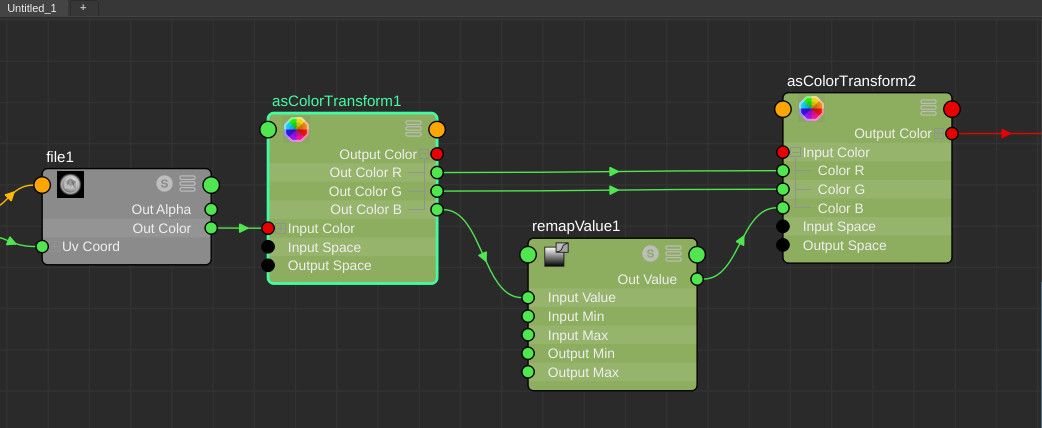 Untitled_1 +
file1
S
Out Alpha
Out Color
Uv Coord
asColorTransform1
Output Color
Out Color R
Out Color G
Out Color B
Input Color
Input Space
Output Space
remapValue1
S
Out Value
Input Value
Input Min
Input Max
Output Min
Output Max
asColorTransform2
Output Color
Input Color
Color R
Color G
Color B
Input Space
Output Space